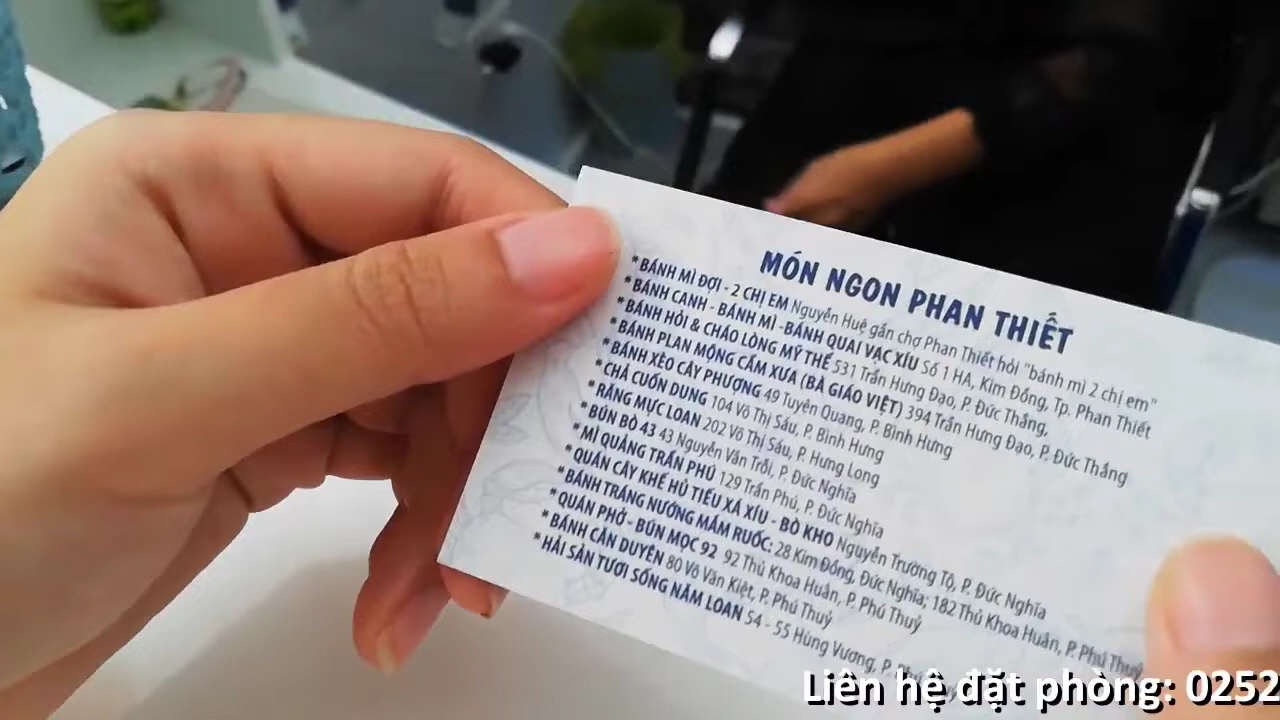 MÓN NGON PHAN THIẾT
*BÁNH MÌ ĐỢI - 2 CHỊ EM Nguyễn Huệ gần chợ Phan Thiết hỏi "bánh mì 2 chị em"
*BÁNH CANH - BÁNH MÌ -BÁNH QUAI VẠC XÍU Số 1 HA, Kim Đồng, Tp. Phan Thiết
*BÁNH HỎI & CHÁO LÒNG MỸ THẾ 531 Trần Hưng Đạo, P. Đức Thắng,
*BÁNH PLAN MỘNG CẦM XƯA (BÀ GIÁO VIỆT) 394 Trần Hưng Đạo, P. Đức Thắng
*BÁNH XÈO CÂY PHƯỢNG 49 Tuyên Quang, P. Bình Hưng
*CHẢ CUỐN DUNG 104 Võ Thị Sáu, P. Bình Hưng
*RĂNG MỰC LOAN 202 Võ Thị Sáu, P. Hưng Long
*BÚN BÒ 43 43 Nguyễn Văn Trỗi, P. Đức Nghĩa
*MÌ QUẢNG TRẦN PHÚ 129 Trần Phú, P. Đức Nghĩa
*QUÁN CÂY KHẾ HỦ TIẾU XÁ XÍU - BÒ KHO Nguyễn Trường Tộ, P. Đức Nghĩa
*BÁNH TRÁNG NƯỚNG MẮM RUỐC: 28 Kim Đồng, Đức Nghĩa; 182 Thủ Khoa Huân, P. Phú Thuỷ
*QUÁN PHỞ - BÚN MỌC 92 92 Thủ Khoa Huân, P. Phú Thuỷ
*BÁNH CĂN DUYÊN 80 Võ Văn Kiệt, P. Phú Thuỷ
*HẢI SẢN TƯƠI SỐNG NĂM LOAN 54 - 55 Hùng Vương, P.
Liên hệ đặt phòng: 0252